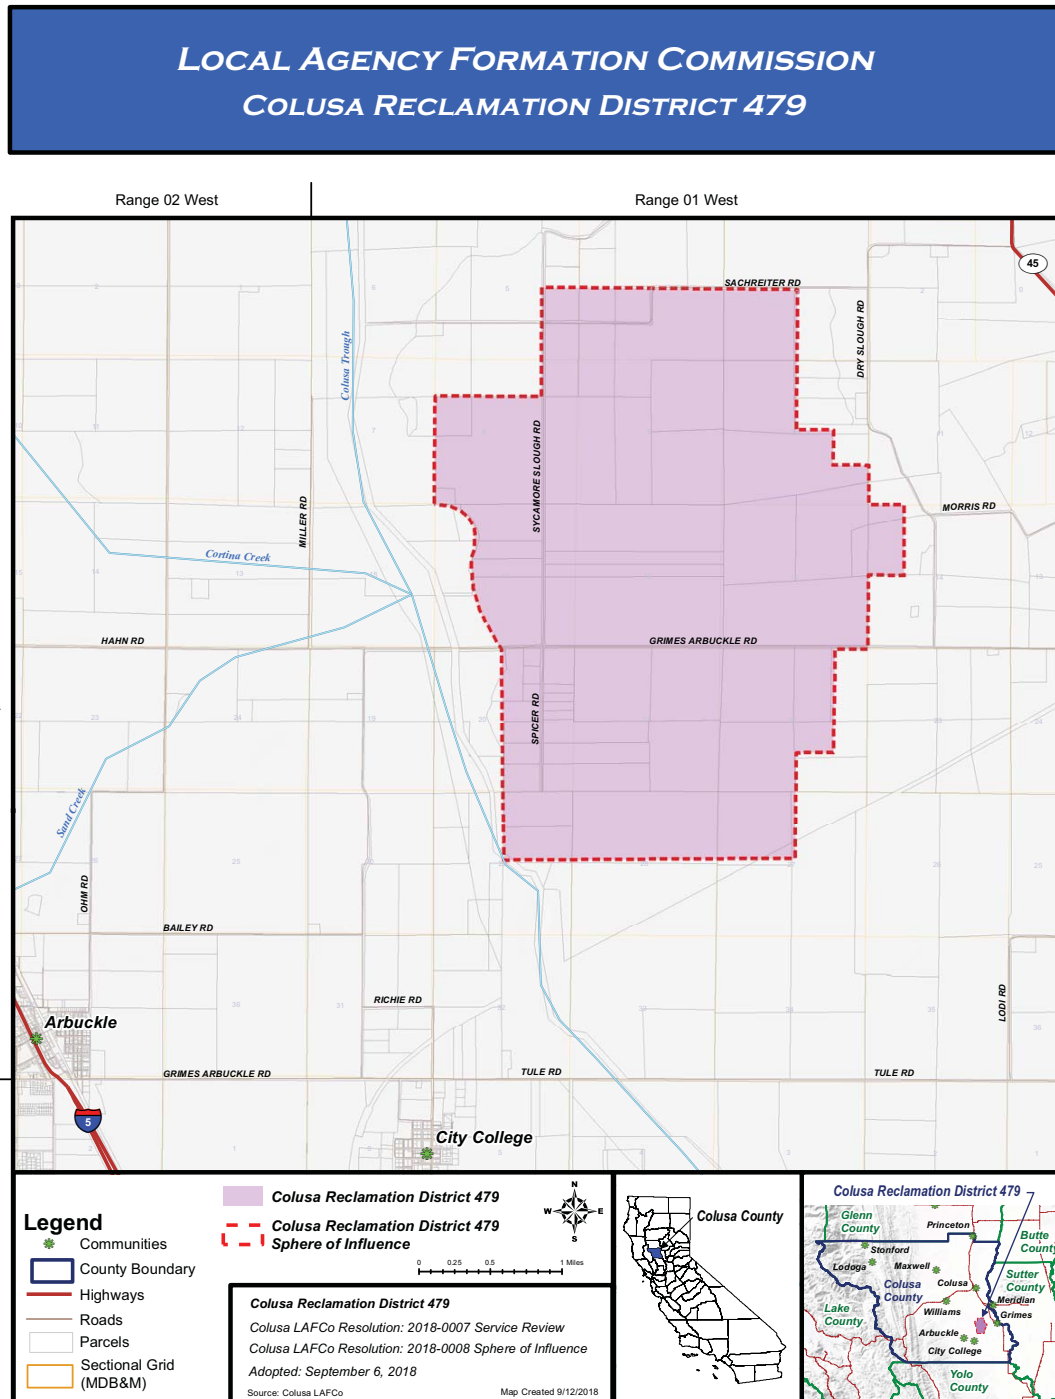 LOCAL AGENCY FORMATION COMMISSION
COLUSA RECLAMATION DISTRICT 479
Range 02 West
Range 01 West
SACHREITER RD
45
DRY SLOUGH RD
Colusa Trough
SYCAMORE SLOUGH RD
MILLER RD
MORRIS RD
Cortina Creek
HAHN RD
GRIMES ARBUCKLE RD
SPICER RD
Sand Creek
OHM RD
BAILEY RD
RICHIE RD
LODI RD
Arbuckle
GRIMES ARBUCKLE RD
TULE RD
TULE RD
5
City College
Legend
Communities
County Boundary
Highways
Roads
Parcels
Sectional Grid
(MDB&M)
Colusa Reclamation District 479
Colusa Reclamation District 479
Sphere of Influence
N
W
E
S
0 0.25 0.5 1 Miles
Colusa Reclamation District 479
Colusa LAFCo Resolution: 2018-0007 Service Review
Colusa LAFCo Resolution: 2018-0008 Sphere of Influence
Adopted: September 6, 2018
Source: Colusa LAFCo
Map Created 9/12/2018
Colusa County
Colusa Reclamation District 479
Glenn
County
Princeton
Butte
County
Stonford
Lodoga
Maxwell
Colusa
County
Colusa
Sutter
County
Meridian
Lake
County
Williams
Grimes
Arbuckle
City College
Yolo
County